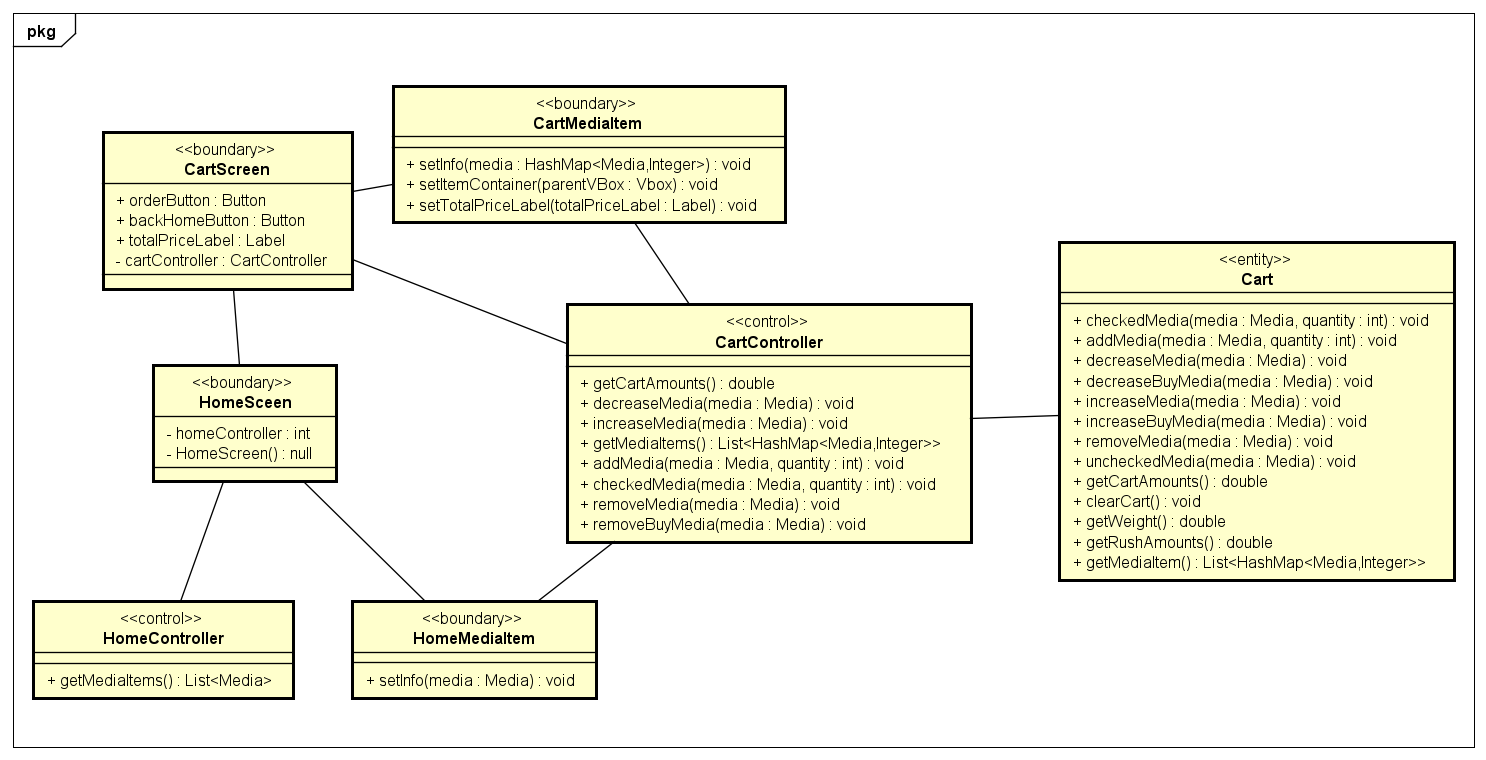 pkg
<<boundary>>
CartMediaItem
+ setInfo(media : HashMap<Media,Integer>) : void
+ setItemContainer(parentVBox : Vbox) : void
+ setTotalPriceLabel(totalPriceLabel : Label) : void
<<boundary>>
CartScreen
+ orderButton : Button
+ backHomeButton : Button
+ totalPriceLabel : Label
- cartController : CartController
<<entity>>
Cart
+ checkedMedia(media : Media, quantity : int) : void
+ addMedia(media : Media, quantity : int) : void
+ decreaseMedia(media : Media) : void
+ decreaseBuyMedia(media : Media) : void
+ increaseMedia(media : Media) : void
+ increaseBuyMedia(media : Media) : void
+ removeMedia(media : Media) : void
+ uncheckedMedia(media : Media) : void
+ getCartAmounts() : double
+ clearCart() : void
+ getWeight() : double
+ getRushAmounts() : double
+ getMediaItem() : List<HashMap<Media,Integer>>
<<control>>
CartController
+ getCartAmounts() : double
+ decreaseMedia(media : Media) : void
+ increaseMedia(media : Media) : void
+ getMediaItems() : List<HashMap<Media,Integer>>
+ addMedia(media : Media, quantity : int) : void
+ checkedMedia(media : Media, quantity : int) : void
+ removeMedia(media : Media) : void
+ removeBuyMedia(media : Media) : void
<<boundary>>
HomeSceen
- homeController : int
- HomeScreen() : null
<<control>>
HomeController
+ getMediaItems() : List<Media>
<<boundary>>
HomeMediaItem
+ setInfo(media : Media) : void